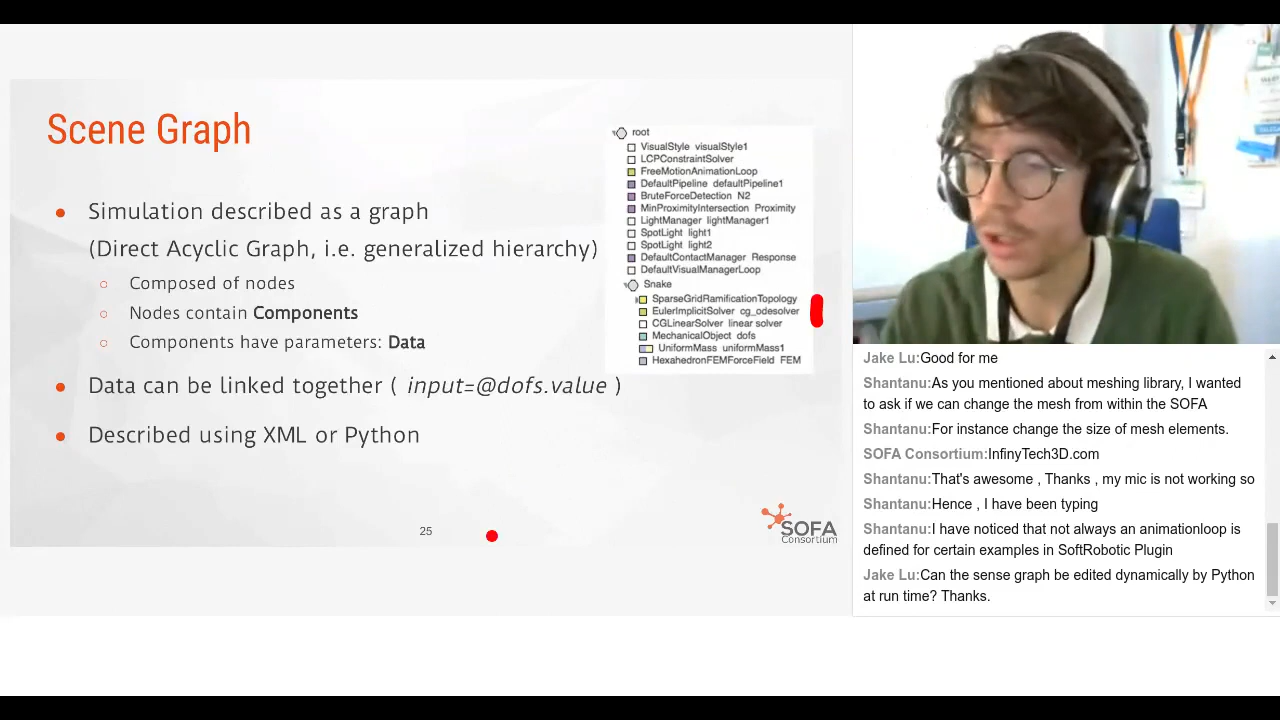 Scene Graph
Simulation described as a graph
(Direct Acyclic Graph, i.e. generalized hierarchy)
Composed of nodes
Nodes contain Components
Components have parameters: Data
Data can be linked together ( input=@dofs.value )
Described using XML or Python
root
VisualStyle visualStyle1
LCPConstraintSolver
FreeMotionAnimationLoop
DefaultPipeline defaultPipeline1
BruteForceDetection N2
MinProximityIntersection Proximity
LightManager lightManager1
SpotLight light1
SpotLight light2
DefaultContactManager Response
DefaultVisualManagerLoop
Snake
SparseGridRamificationTopology
EulerImplicitSolver cg_odesolver
CGLinearSolver linear solver
MechanicalObject dofs
UniformMass uniformMass1
HexahedronFEMForceField FEM
25
SOFA
Consortium
Jake Lu:Good for me
Shantanu:As you mentioned about meshing library, I wanted
to ask if we can change the mesh from within the SOFA
Shantanu:For instance change the size of mesh elements.
SOFA Consortium:InfinyTech3D.com
Shantanu:That's awesome , Thanks , my mic is not working so
Shantanu:Hence , I have been typing
Shantanu:I have noticed that not always an animationloop is
defined for certain examples in SoftRobotic Plugin
Jake Lu:Can the sense graph be edited dynamically by Python
at run time? Thanks.